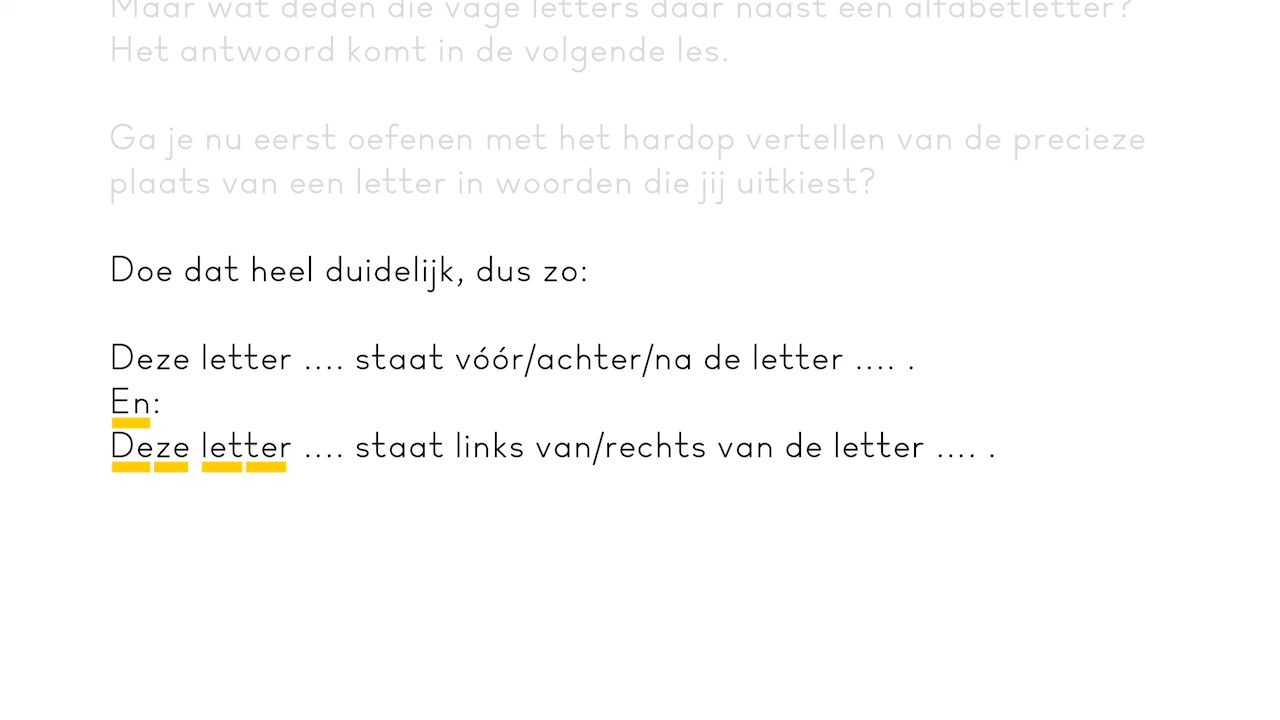 Maar wat deden die vage letters daar naast een alfabetletter?
Het antwoord komt in de volgende les.
Ga je nu eerst oefenen met het hardop vertellen van de precieze
plaats van een letter in woorden die jij uitkiest?
Doe dat heel duidelijk, dus zo:
Deze letter .... staat vóór/achter/na de letter .... .
En:
Deze letter .... staat links van/rechts van de letter .... .